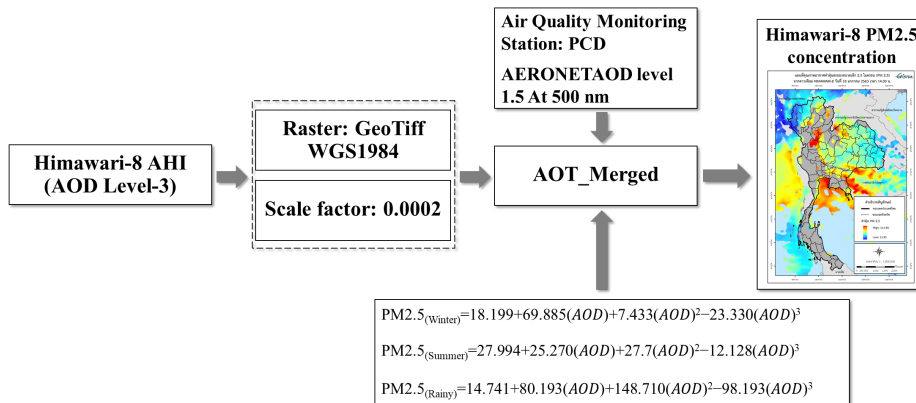 Himawari-8 AHI
(AOD Level-3)
Raster: GeoTiff
WGS1984
Scale factor: 0.0002
Air Quality Monitoring
Station: PCD
AERONETAOD level
1.5 At 500 nm
AOT_Merged
Himawari-8 PM2.5
concentration
PM2.5(Winter)=18.199+69.885(AOD)+7.433(AOD)²−23.330(AOD)³
PM2.5(Summer)=27.994+25.270(AOD)+27.7(AOD)²−12.128(AOD)³
PM2.5(Rainy)=14.741+80.193(AOD)+148.710(AOD)²−98.193(AOD)³